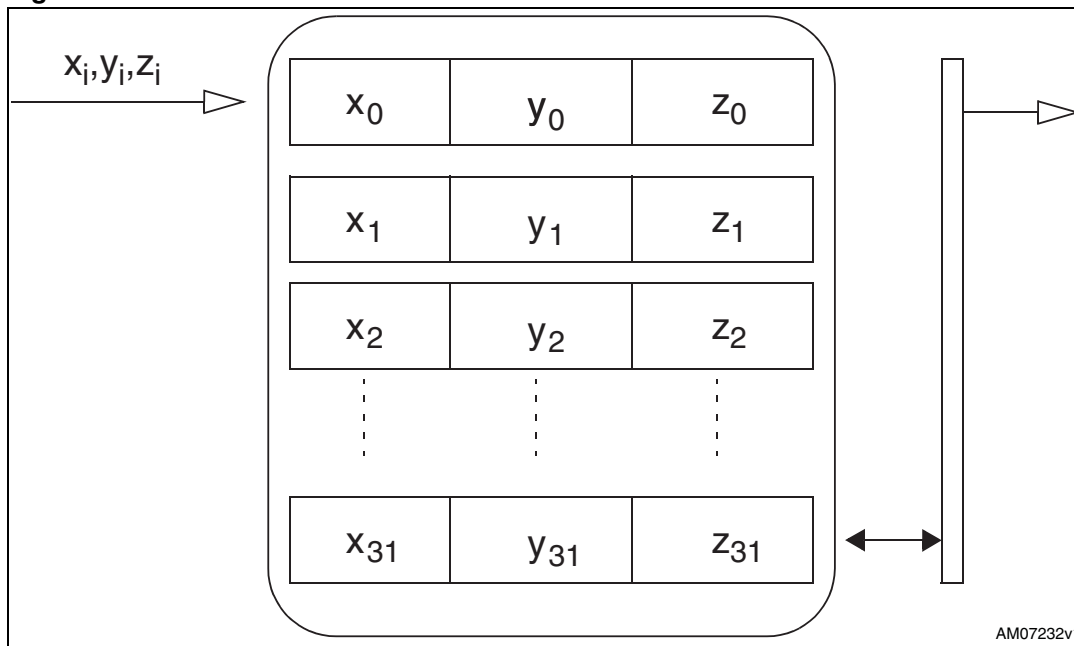 xᵢ,yᵢ,zᵢ
x₀ y₀ z₀
x₁ y₁ z₁
x₂ y₂ z₂
x₃₁ y₃₁ z₃₁
AM07232v